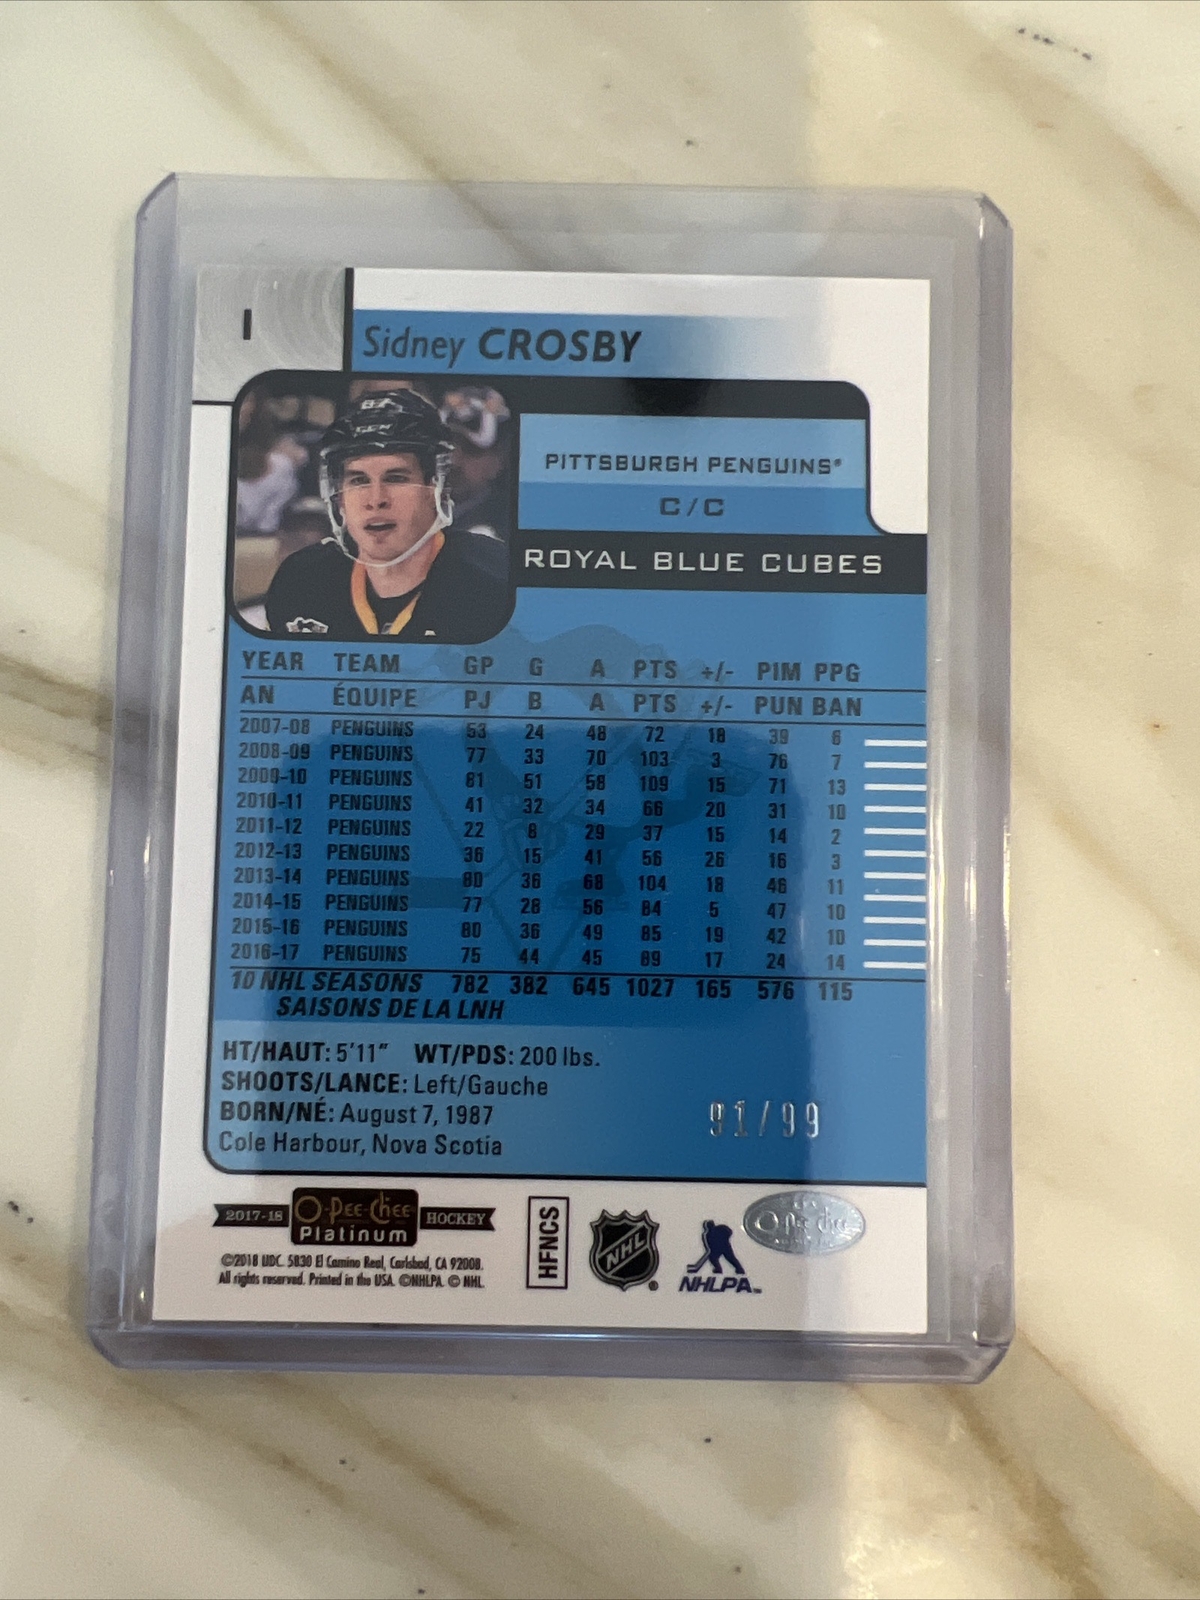 1
Sidney CROSBY
87
CCM
PITTSBURGH PENGUINS®
C/C
ROYAL BLUE CUBES
YEAR TEAM GP G A PTS +/- PIM PPG
AN ÉQUIPE PJ B A PTS +/- PUN BAN
2007-08 PENGUINS 53 24 48 72 18 39 6
2008-09 PENGUINS 77 33 70 103 3 76 7
2009-10 PENGUINS 81 51 58 109 15 71 13
2010-11 PENGUINS 41 32 34 66 20 31 10
2011-12 PENGUINS 22 8 29 37 15 14 2
2012-13 PENGUINS 36 15 41 56 26 16 3
2013-14 PENGUINS 80 36 68 104 18 46 11
2014-15 PENGUINS 77 28 56 84 5 47 10
2015-16 PENGUINS 80 36 49 85 19 42 10
2016-17 PENGUINS 75 44 45 89 17 24 14
10 NHL SEASONS 782 382 645 1027 165 576 115
SAISONS DE LA LNH
HT/HAUT: 5'11" WT/PDS: 200 lbs.
SHOOTS/LANCE: Left/Gauche
BORN/NÉ: August 7, 1987
Cole Harbour, Nova Scotia
91/99
2017-18 O-Pee-Chee HOCKEY
Platinum
©2018 UDC. 5830 El Camino Real, Carlsbad, CA 92008.
All rights reserved. Printed in the USA. ©NHLPA. © NHL.
HFNCS
NHL®
NHLPA™
O-Pee-Chee